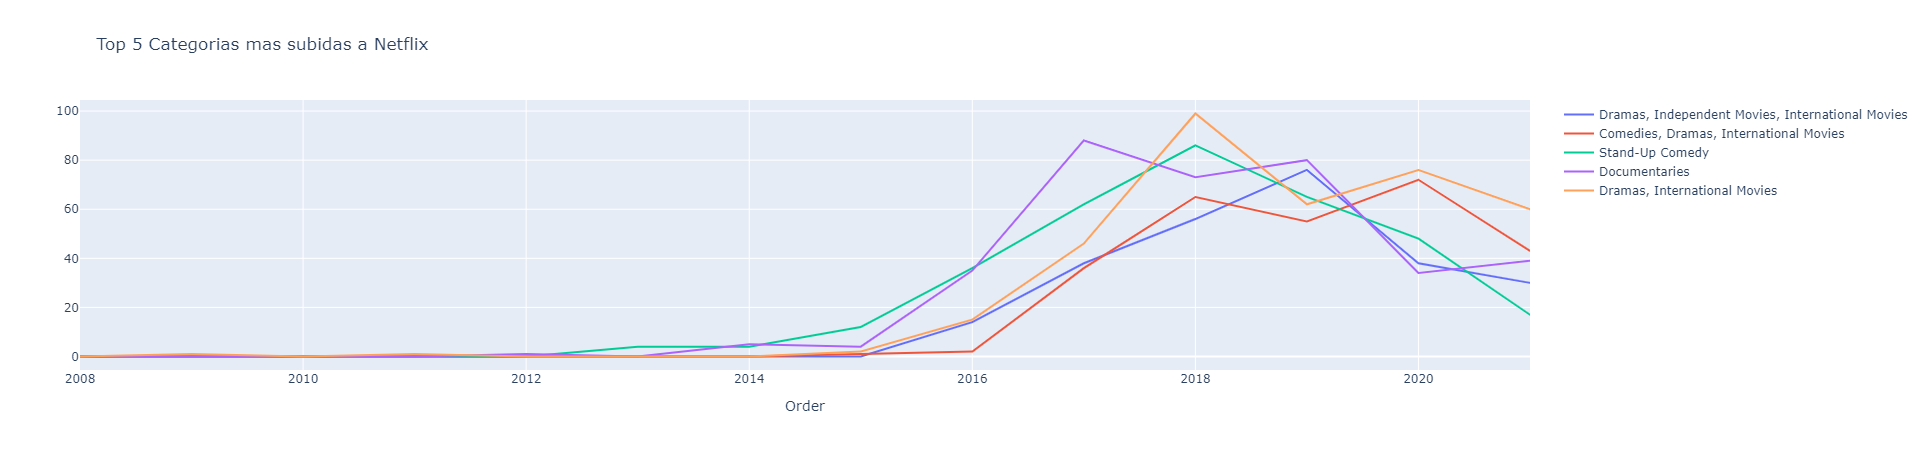 Top 5 Categorias mas subidas a Netflix
100
80
60
40
20
0
2008 2010 2012 2014 2016 2018 2020
Order
Dramas, Independent Movies, International Movies
Comedies, Dramas, International Movies
Stand-Up Comedy
Documentaries
Dramas, International Movies